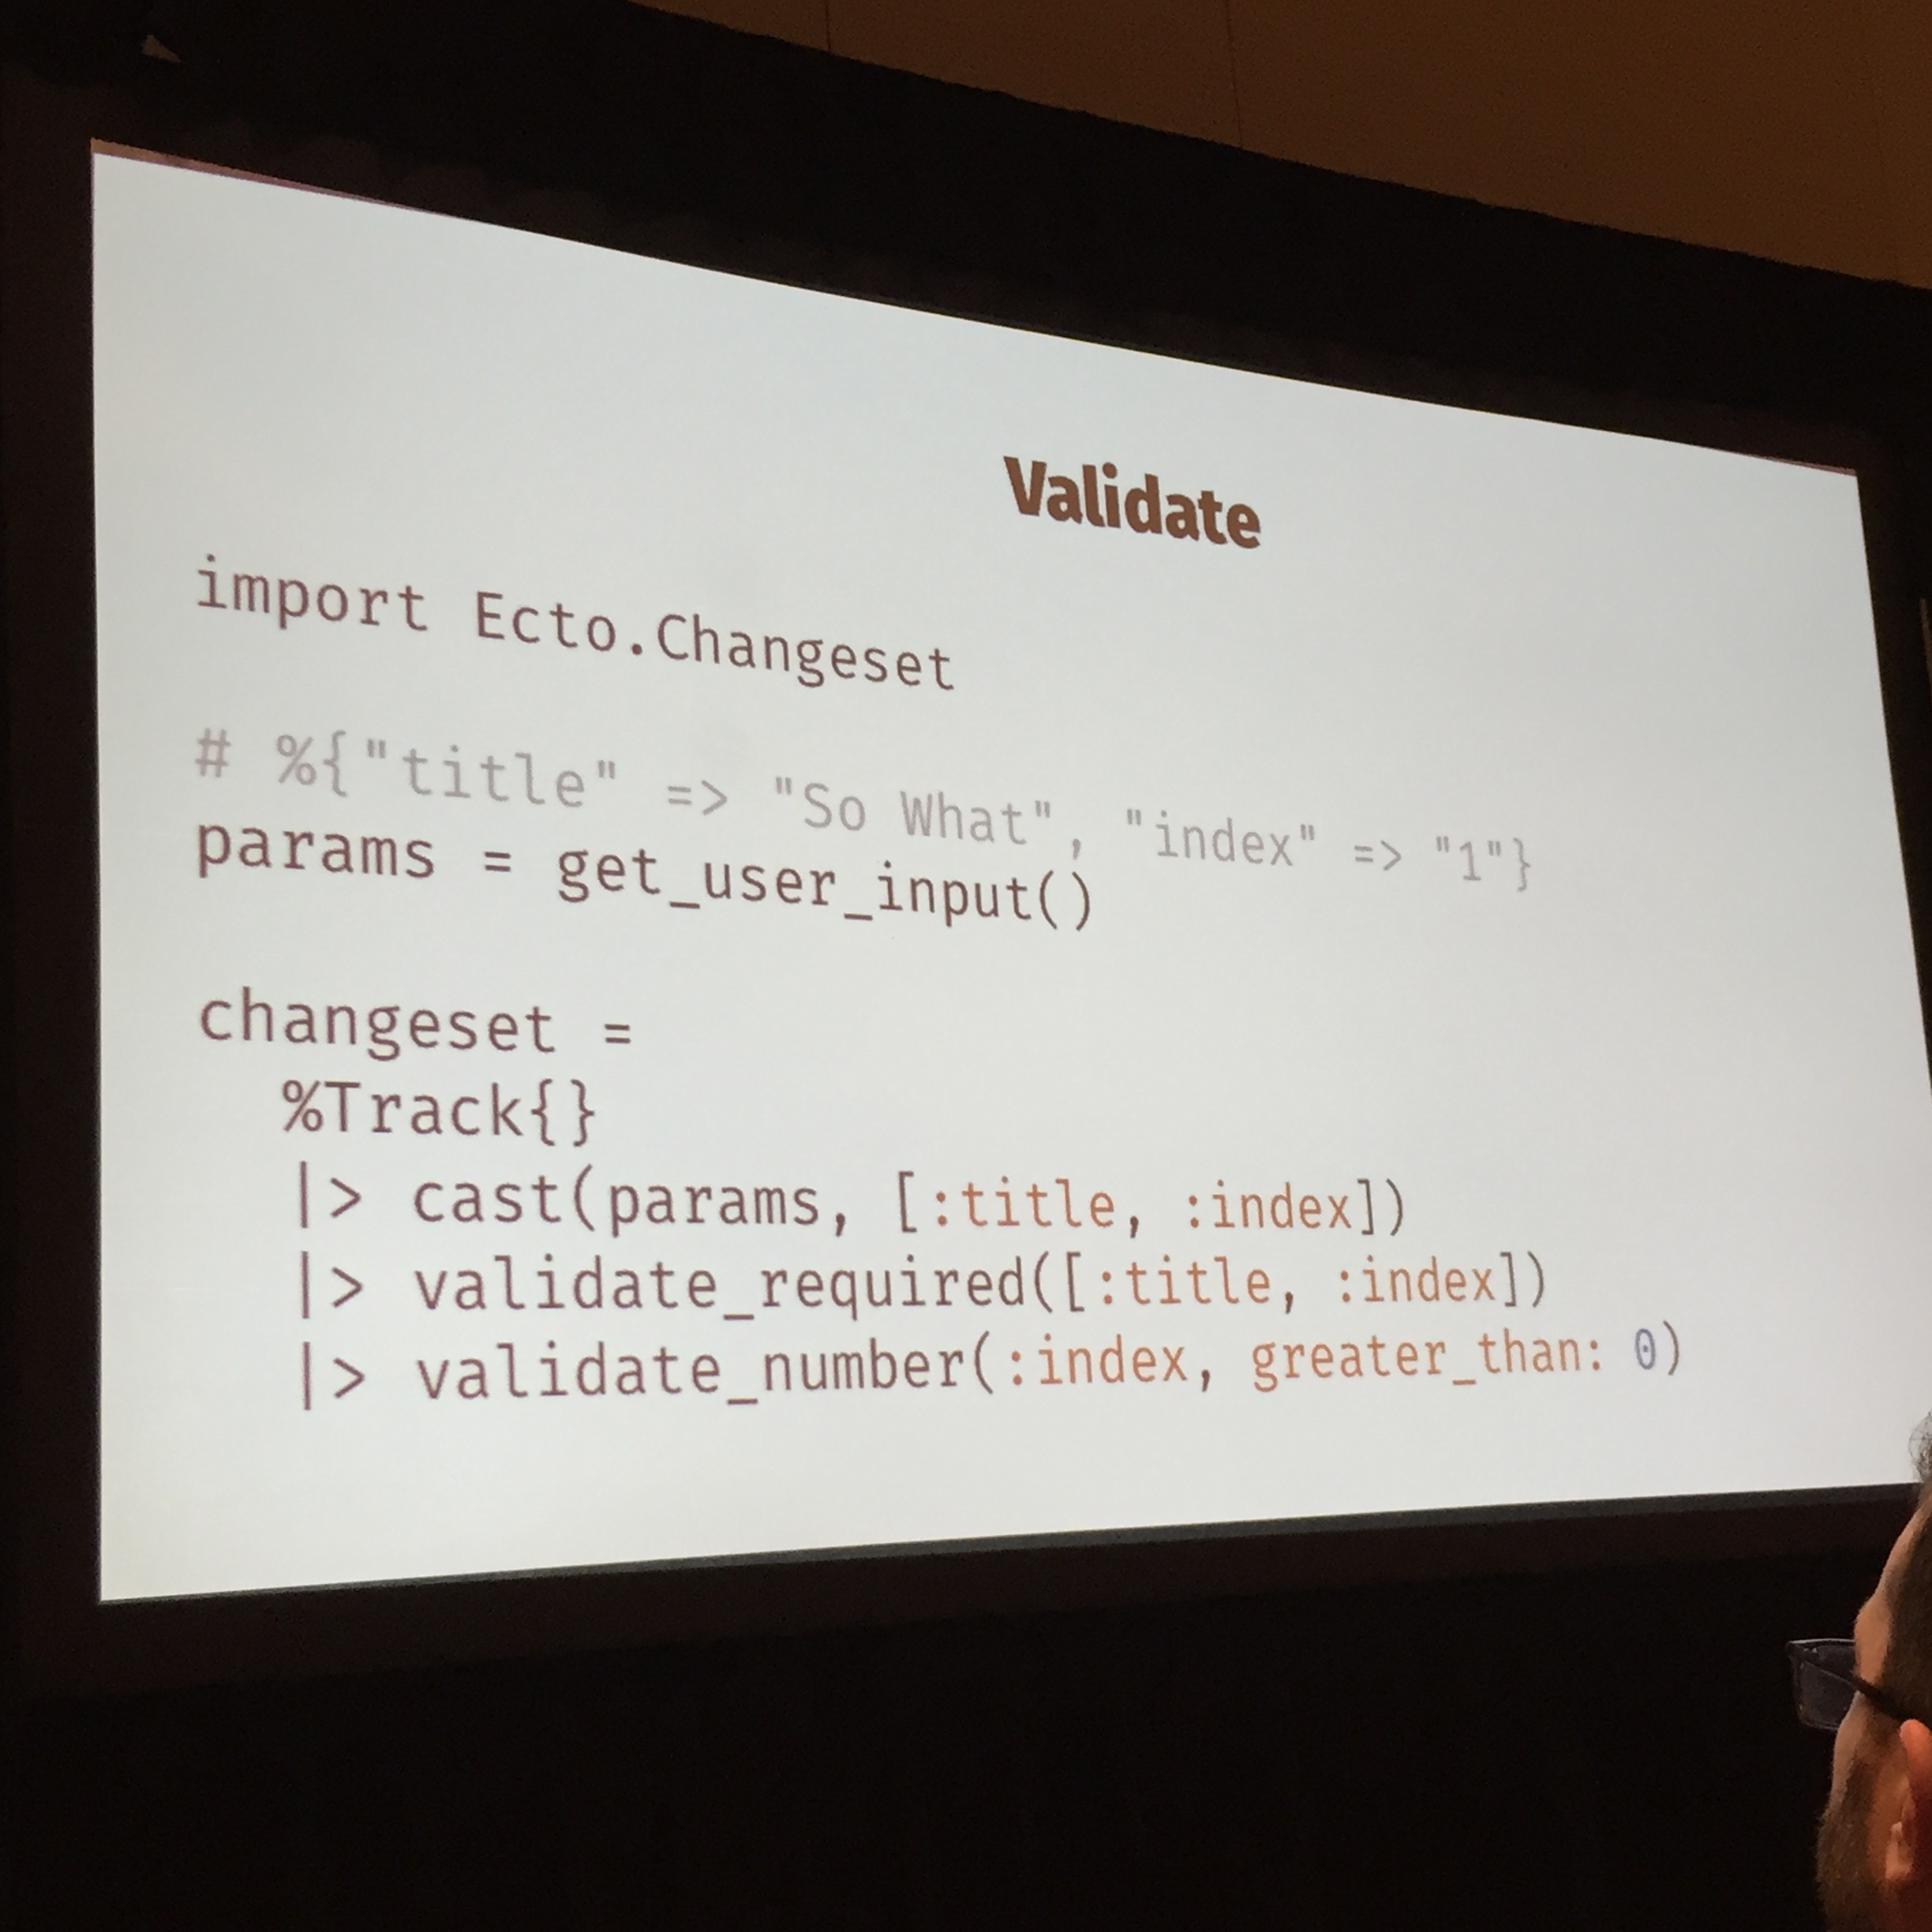 Validate
import Ecto.Changeset
# %{"title" => "So What", "index" => "1"}
params = get_user_input()
changeset =
%Track{}
|> cast(params, [:title, :index])
|> validate_required([:title, :index])
|> validate_number(:index, greater_than: 0)